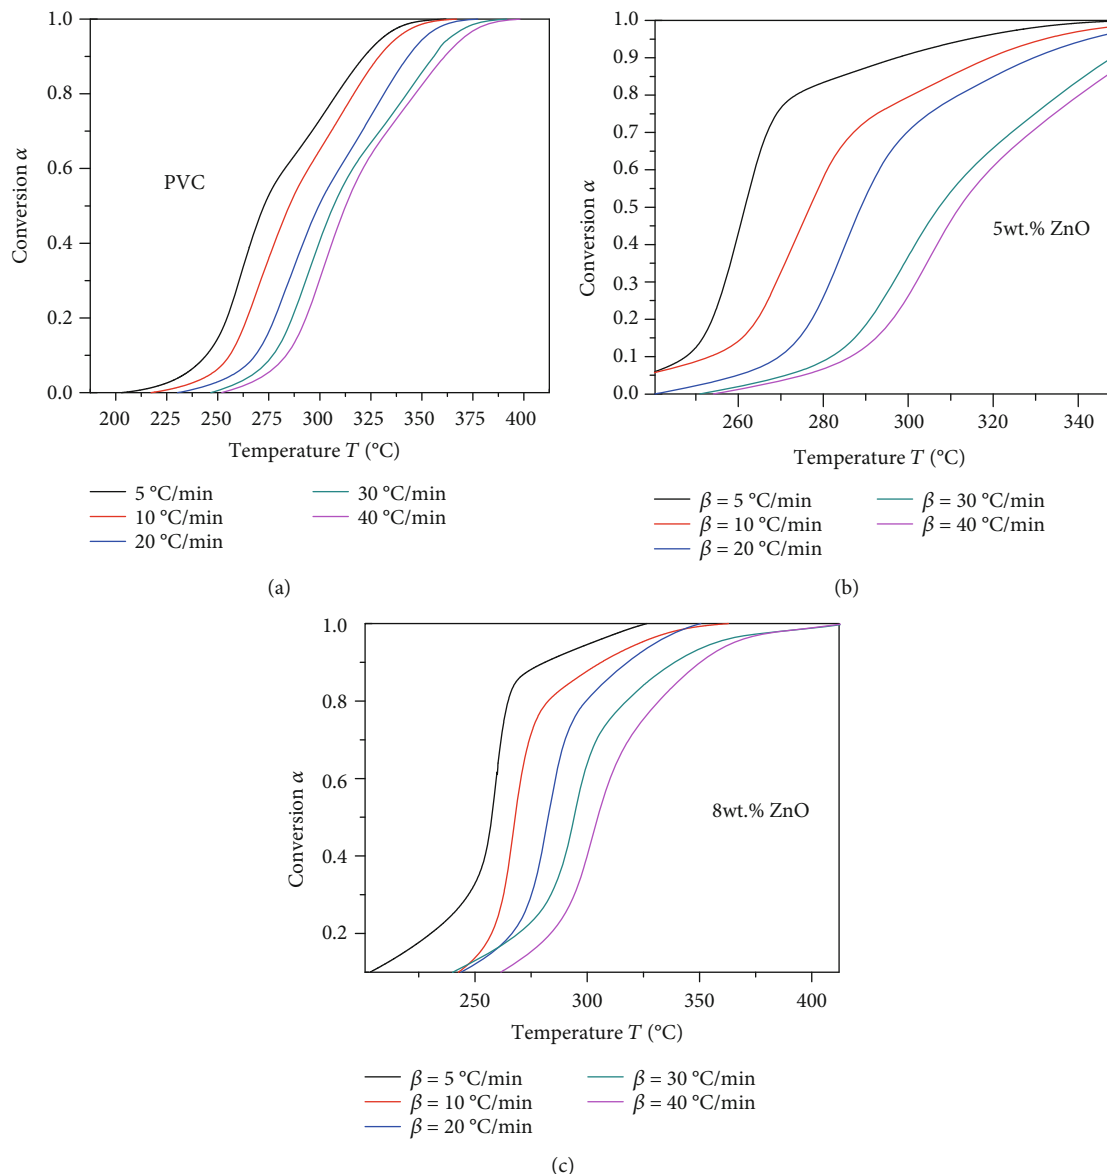 1.0
0.8
0.6
0.4
0.2
0.0
Conversion α
PVC
200 225 250 275 300 325 350 375 400
Temperature T (°C)
5 °C/min
10 °C/min
20 °C/min
30 °C/min
40 °C/min
(a)
1.0
0.9
0.8
0.7
0.6
0.5
0.4
0.3
0.2
0.1
0.0
Conversion α
5wt.% ZnO
260 280 300 320 340
Temperature T (°C)
β = 5 °C/min
β = 10 °C/min
β = 20 °C/min
β = 30 °C/min
β = 40 °C/min
(b)
1.0
0.8
0.6
0.4
0.2
Conversion α
8wt.% ZnO
250 300 350 400
Temperature T (°C)
β = 5 °C/min
β = 10 °C/min
β = 20 °C/min
β = 30 °C/min
β = 40 °C/min
(c)